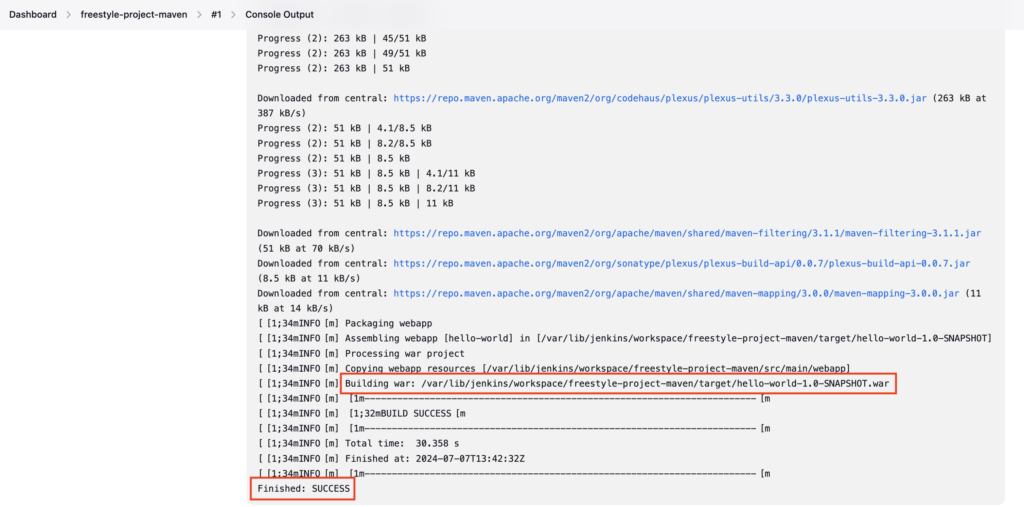 Dashboard > freestyle-project-maven > #1 > Console Output
Progress (2): 263 kB | 45/51 kB
Progress (2): 263 kB | 49/51 kB
Progress (2): 263 kB | 51 kB
Downloaded from central: https://repo.maven.apache.org/maven2/org/codehaus/plexus/plexus-utils/3.3.0/plexus-utils-3.3.0.jar (263 kB at
387 kB/s)
Progress (2): 51 kB | 4.1/8.5 kB
Progress (2): 51 kB | 8.2/8.5 kB
Progress (2): 51 kB | 8.5 kB
Progress (3): 51 kB | 8.5 kB | 4.1/11 kB
Progress (3): 51 kB | 8.5 kB | 8.2/11 kB
Progress (3): 51 kB | 8.5 kB | 11 kB
Downloaded from central: https://repo.maven.apache.org/maven2/org/apache/maven/shared/maven-filtering/3.1.1/maven-filtering-3.1.1.jar
(51 kB at 70 kB/s)
Downloaded from central: https://repo.maven.apache.org/maven2/org/sonatype/plexus/plexus-build-api/0.0.7/plexus-build-api-0.0.7.jar
(8.5 kB at 11 kB/s)
Downloaded from central: https://repo.maven.apache.org/maven2/org/apache/maven/shared/maven-mapping/3.0.0/maven-mapping-3.0.0.jar (11
kB at 14 kB/s)
[ [1;34mINFO [m] Packaging webapp
[ [1;34mINFO [m] Assembling webapp [hello-world] in [/var/lib/jenkins/workspace/freestyle-project-maven/target/hello-world-1.0-SNAPSHOT]
[ [1;34mINFO [m] Processing war project
[ [1;34mINFO [m] Copying webapp resources [/var/lib/jenkins/workspace/freestyle-project-maven/src/main/webapp]
[ [1;34mINFO [m] Building war: /var/lib/jenkins/workspace/freestyle-project-maven/target/hello-world-1.0-SNAPSHOT.war
[ [1;34mINFO [m] [1m------------------------------------------------------------------------ [m
[ [1;34mINFO [m] [1;32mBUILD SUCCESS [m
[ [1;34mINFO [m] [1m------------------------------------------------------------------------ [m
[ [1;34mINFO [m] Total time:  30.358 s
[ [1;34mINFO [m] Finished at: 2024-07-07T13:42:32Z
[ [1;34mINFO [m] [1m------------------------------------------------------------------------ [m
Finished: SUCCESS